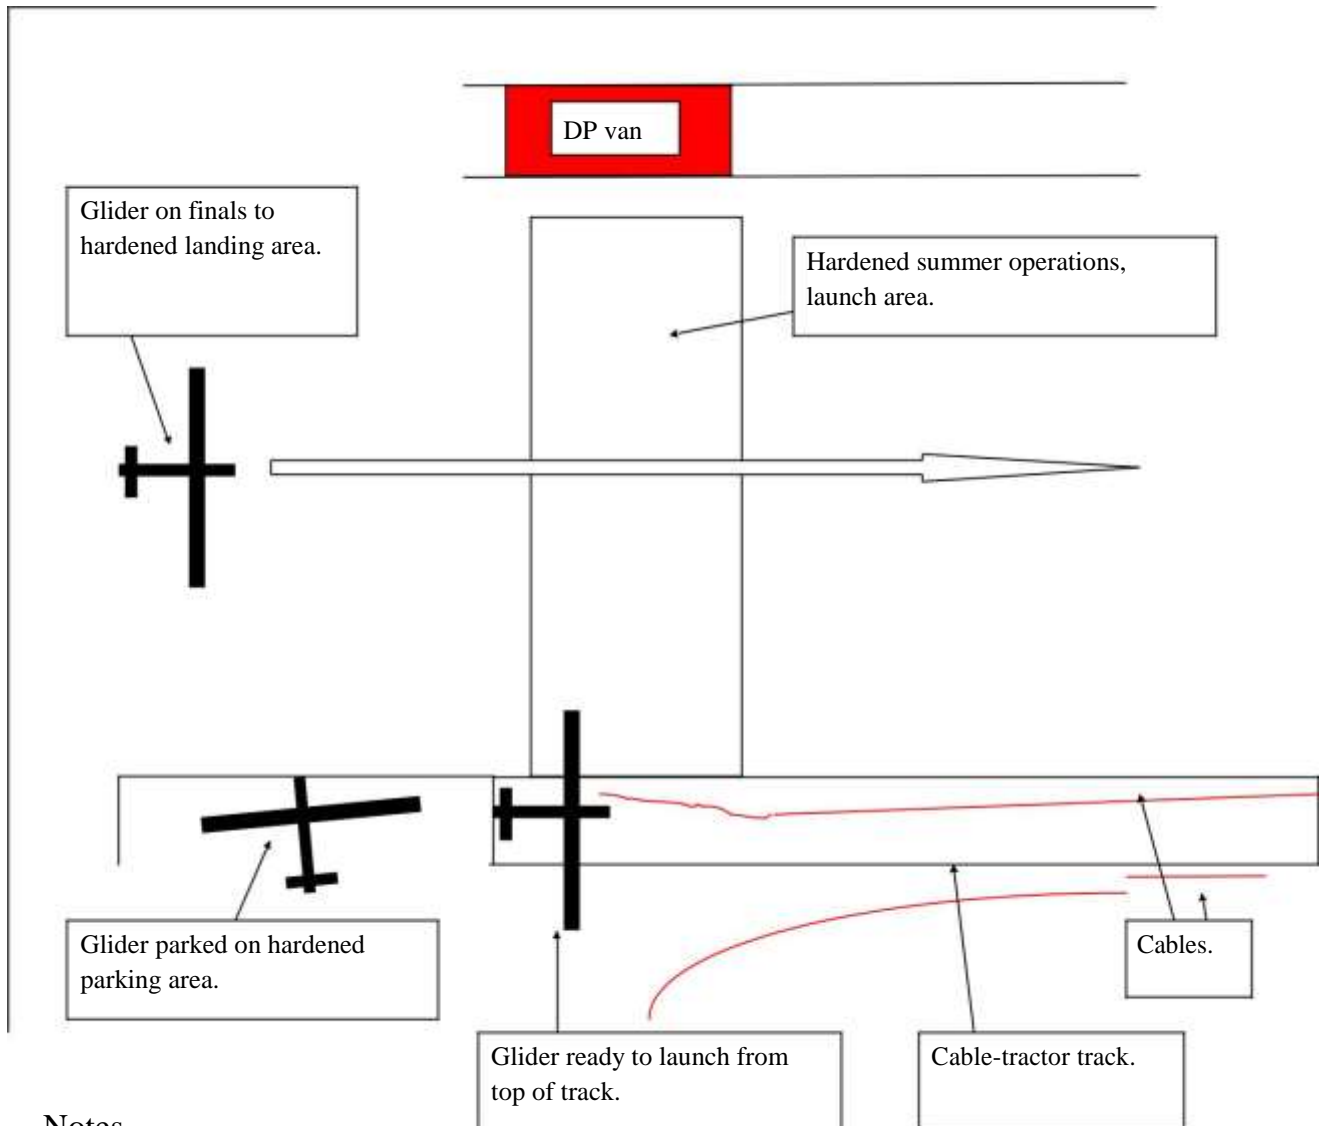 DP van
Glider on finals to
hardened landing area.
Hardened summer operations,
launch area.
Glider parked on hardened
parking area.
Cables.
Glider ready to launch from
top of track.
Cable-tractor track.
Notes